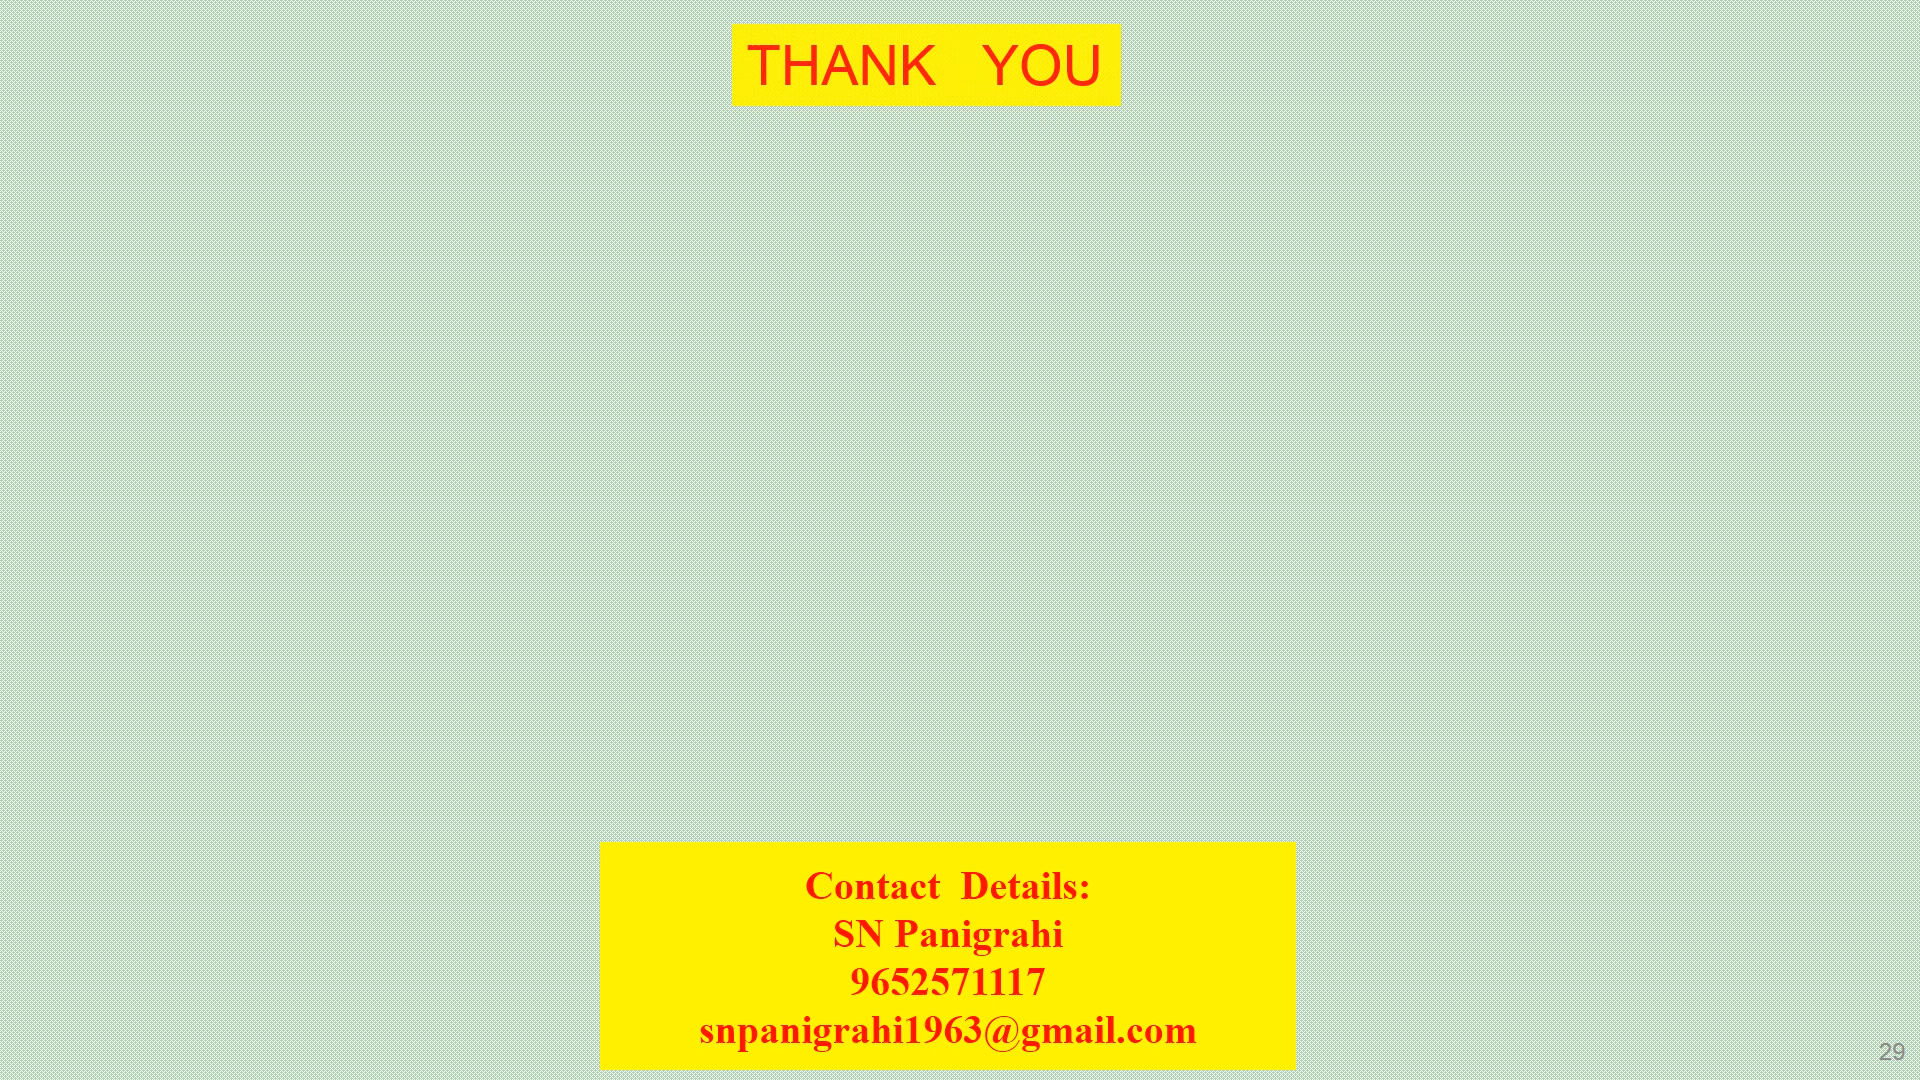 THANK   YOU
Contact  Details:
SN Panigrahi
9652571117
snpanigrahi1963@gmail.com
29